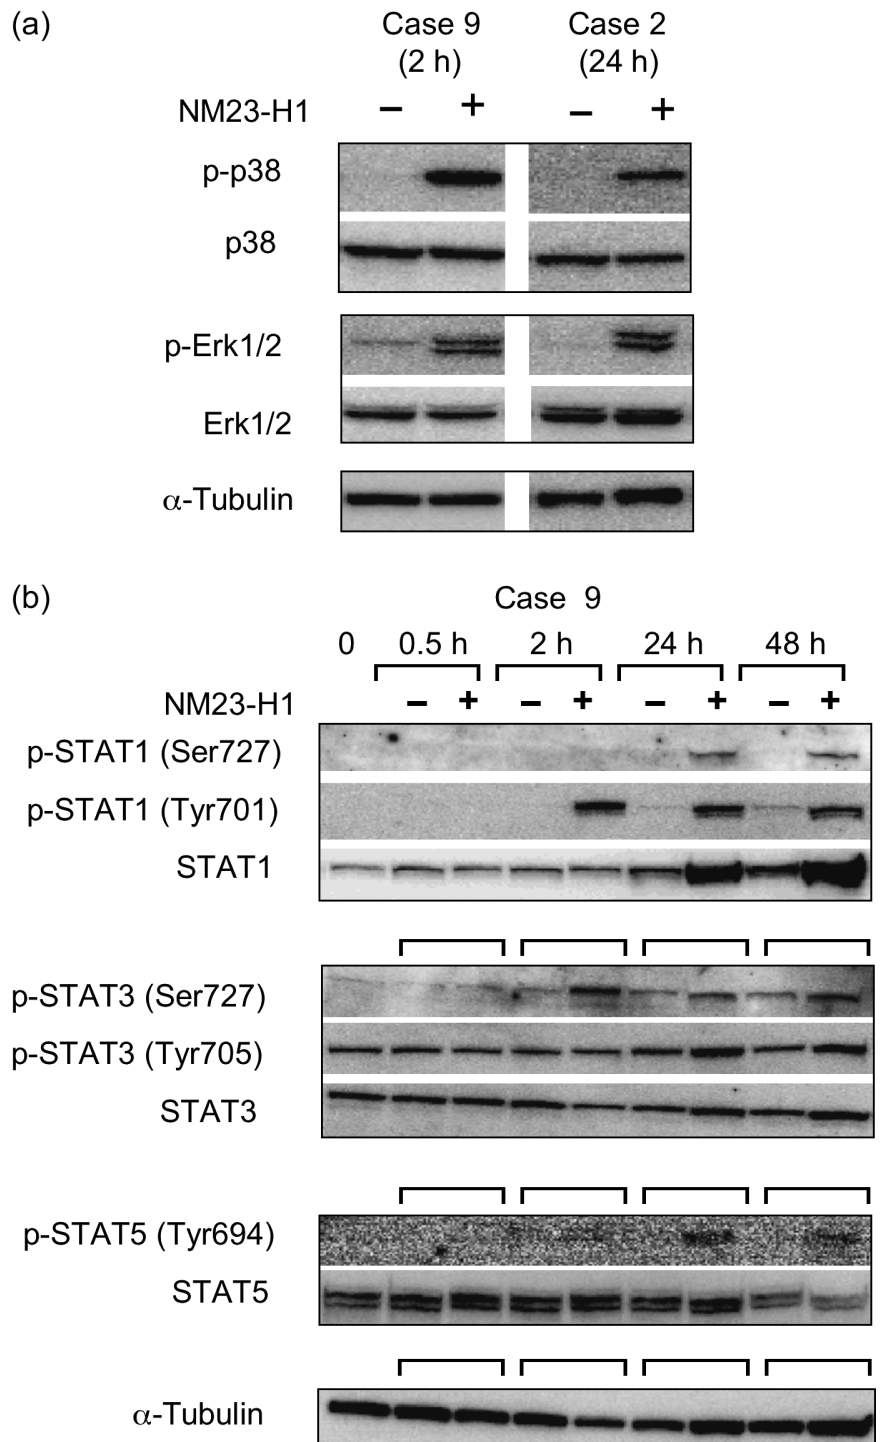 (a)
Case 9 Case 2
(2 h) (24 h)
NM23-H1 – + – +
p-p38
p38
p-Erk1/2
Erk1/2
α-Tubulin
(b)
Case 9
0 0.5 h 2 h 24 h 48 h
NM23-H1 – + – + – + – +
p-STAT1 (Ser727)
p-STAT1 (Tyr701)
STAT1
p-STAT3 (Ser727)
p-STAT3 (Tyr705)
STAT3
p-STAT5 (Tyr694)
STAT5
α-Tubulin